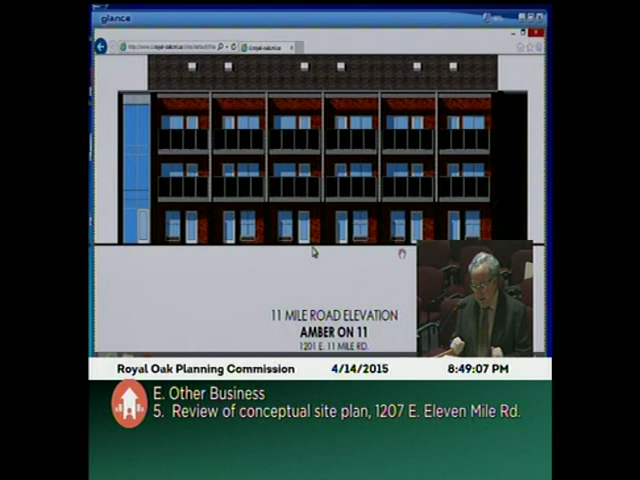 glance
11 MILE ROAD ELEVATION
AMBER ON 11
1201 E. 11 MILE RD.
Royal Oak Planning Commission 4/14/2015 8:49:07 PM
E. Other Business
5. Review of conceptual site plan, 1207 E. Eleven Mile Rd.